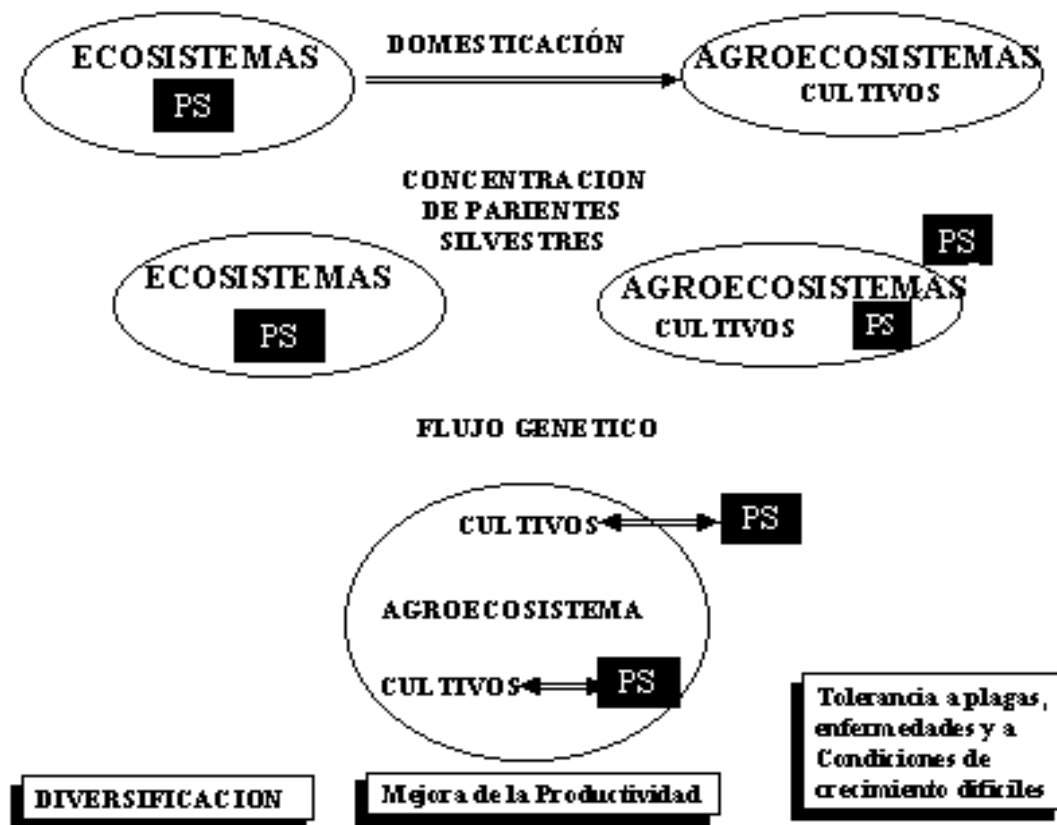 ECOSISTEMAS
PS
DOMESTICACIÓN
AGROECOSISTEMAS
CULTIVOS
CONCENTRACION
DE PARIENTES
SILVESTRES
ECOSISTEMAS
PS
PS
AGROECOSISTEMAS
CULTIVOS
PS
FLUJO GENETICO
CULTIVOS
PS
AGROECOSISTEMA
CULTIVOS
PS
Tolerancia a plagas,
enfermedades y a
Condiciones de
crecimiento dificiles
DIVERSIFICACION
Mejora de la Productividad